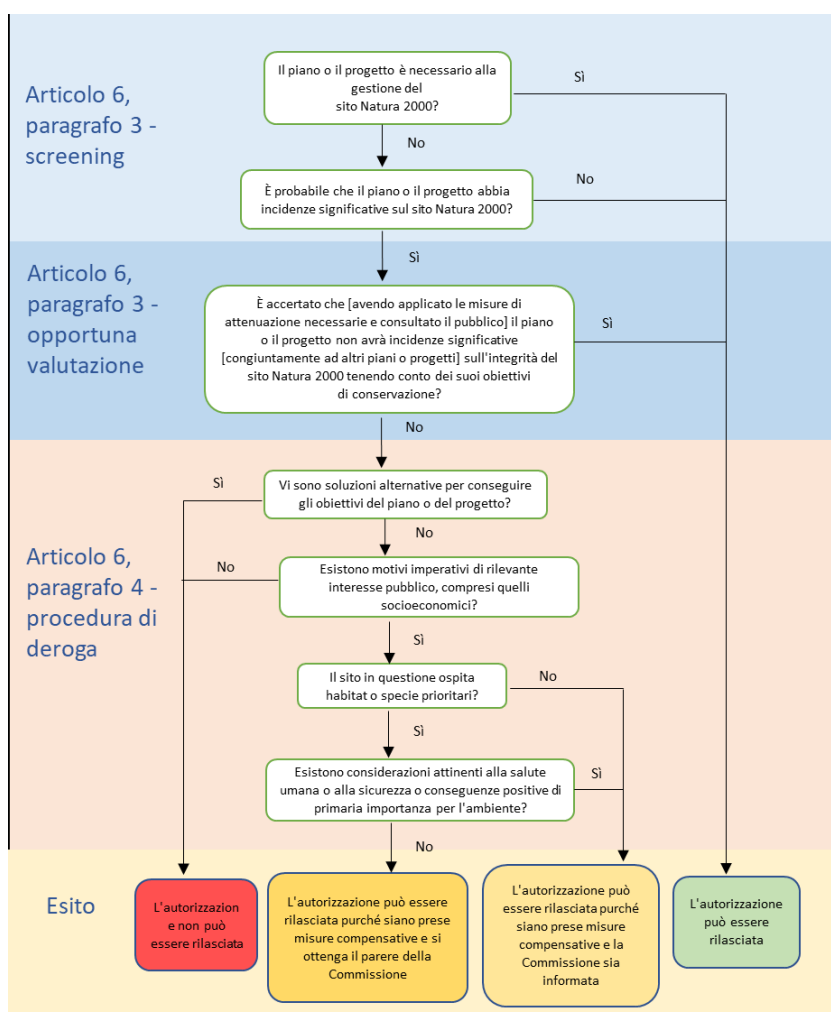 Articolo 6,
paragrafo 3 -
screening
Il piano o il progetto è necessario alla
gestione del
sito Natura 2000?
Sì
No
È probabile che il piano o il progetto abbia
incidenze significative sul sito Natura 2000?
No
Sì
Articolo 6,
paragrafo 3 -
opportuna
valutazione
È accertato che [avendo applicato le misure di
attenuazione necessarie e consultato il pubblico] il piano
o il progetto non avrà incidenze significative
[congiuntamente ad altri piani o progetti] sull'integrità del
sito Natura 2000 tenendo conto dei suoi obiettivi
di conservazione?
Sì
No
Articolo 6,
paragrafo 4 -
procedura di
deroga
Vi sono soluzioni alternative per conseguire
gli obiettivi del piano o del progetto?
Sì
No
Esistono motivi imperativi di rilevante
interesse pubblico, compresi quelli
socioeconomici?
No
Sì
Il sito in questione ospita
habitat o specie prioritari?
No
Sì
Esistono considerazioni attinenti alla salute
umana o alla sicurezza o conseguenze positive di
primaria importanza per l'ambiente?
Sì
No
Esito
L'autorizzazion
e non può
essere rilasciata
L'autorizzazione può essere
rilasciata purché siano prese
misure compensative e si
ottenga il parere della
Commissione
L'autorizzazione può
essere rilasciata purché
siano prese misure
compensative e la
Commissione sia
informata
L'autorizzazione
può essere
rilasciata